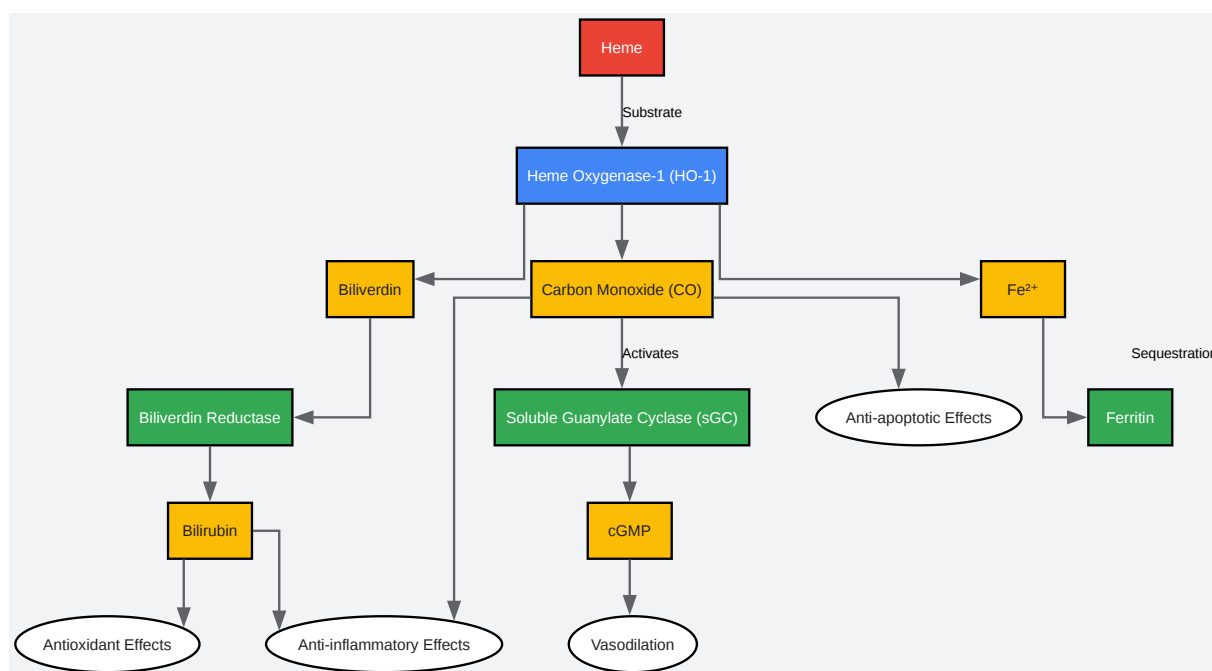 Heme
Substrate
Heme Oxygenase-1 (HO-1)
Biliverdin
Carbon Monoxide (CO)
Fe²⁺
Activates
Sequestration
Biliverdin Reductase
Soluble Guanylate Cyclase (sGC)
Anti-apoptotic Effects
Ferritin
Bilirubin
cGMP
Antioxidant Effects
Anti-inflammatory Effects
Vasodilation